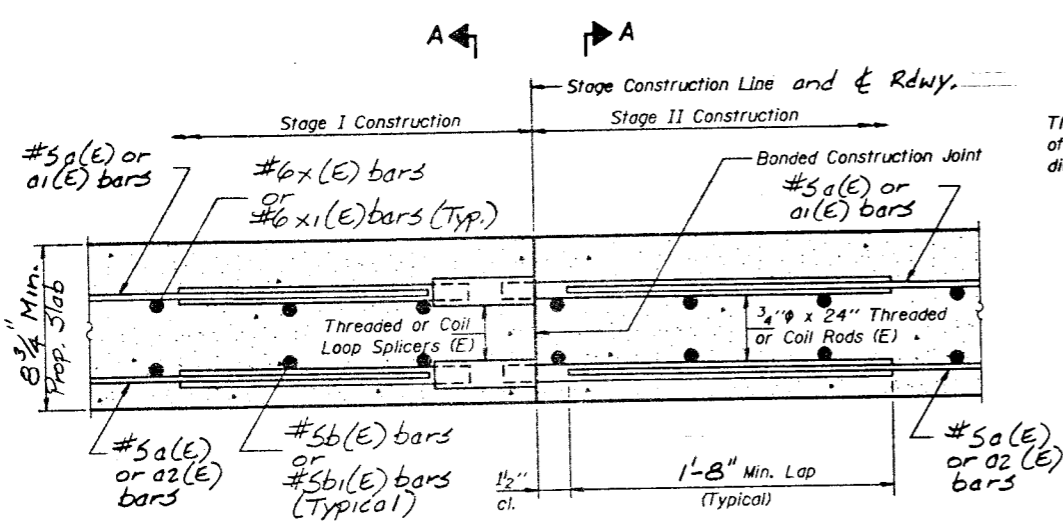 A A
Stage Construction Line and ℄ Rdwy.
Stage I Construction
Stage II Construction
Th
of
di
#5a(E) or
a1(E) bars
#6x(E) bars
or
#6x1(E) bars (Typ.)
Bonded Construction Joint
#5a(E) or
a1(E) bars
8 3/4" Min.
Prop. Slab
Threaded or Coil
Loop Splicers (E)
3/4"φ x 24" Threaded
or Coil Rods (E)
#5a(E)
or a2(E)
bars
#5b(E) bars
or
#5b1(E) bars
(Typical)
1 1/2"
cl.
1'-8" Min. Lap
(Typical)
#5a(E)
or a2(E)
bars